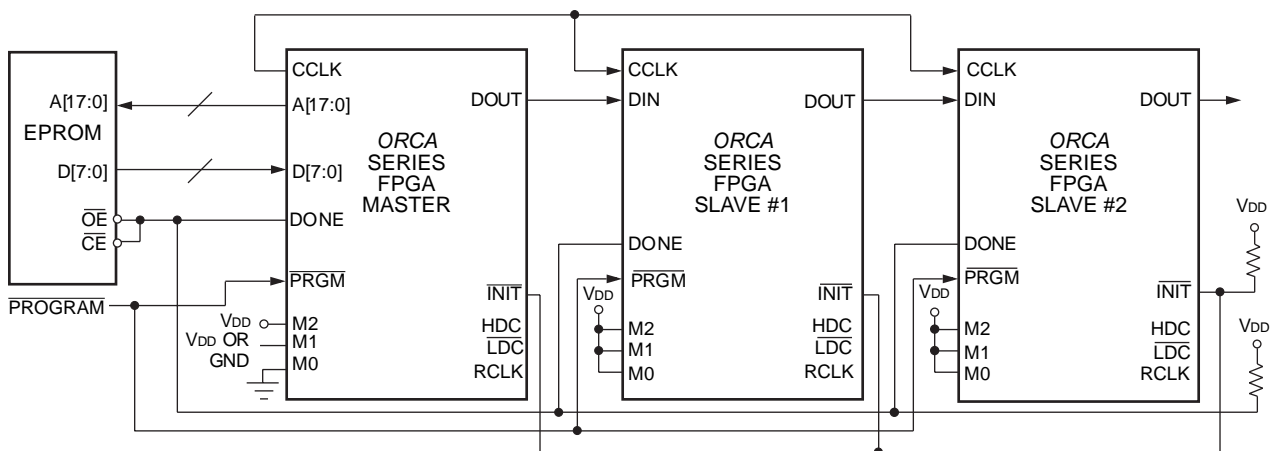 A[17:0]
EPROM
D[7:0]
OE
CE
PROGRAM
CCLK
A[17:0]
DOUT
ORCA
SERIES
FPGA
MASTER
D[7:0]
DONE
PRGM
INIT
VDD
M2
HDC
VDD OR
GND
M1
LDC
M0
RCLK
CCLK
DIN
DOUT
ORCA
SERIES
FPGA
SLAVE #1
DONE
PRGM
VDD
INIT
M2
HDC
M1
LDC
M0
RCLK
CCLK
DIN
DOUT
ORCA
SERIES
FPGA
SLAVE #2
DONE
PRGM
VDD
INIT
M2
HDC
M1
LDC
M0
RCLK
VDD
VDD